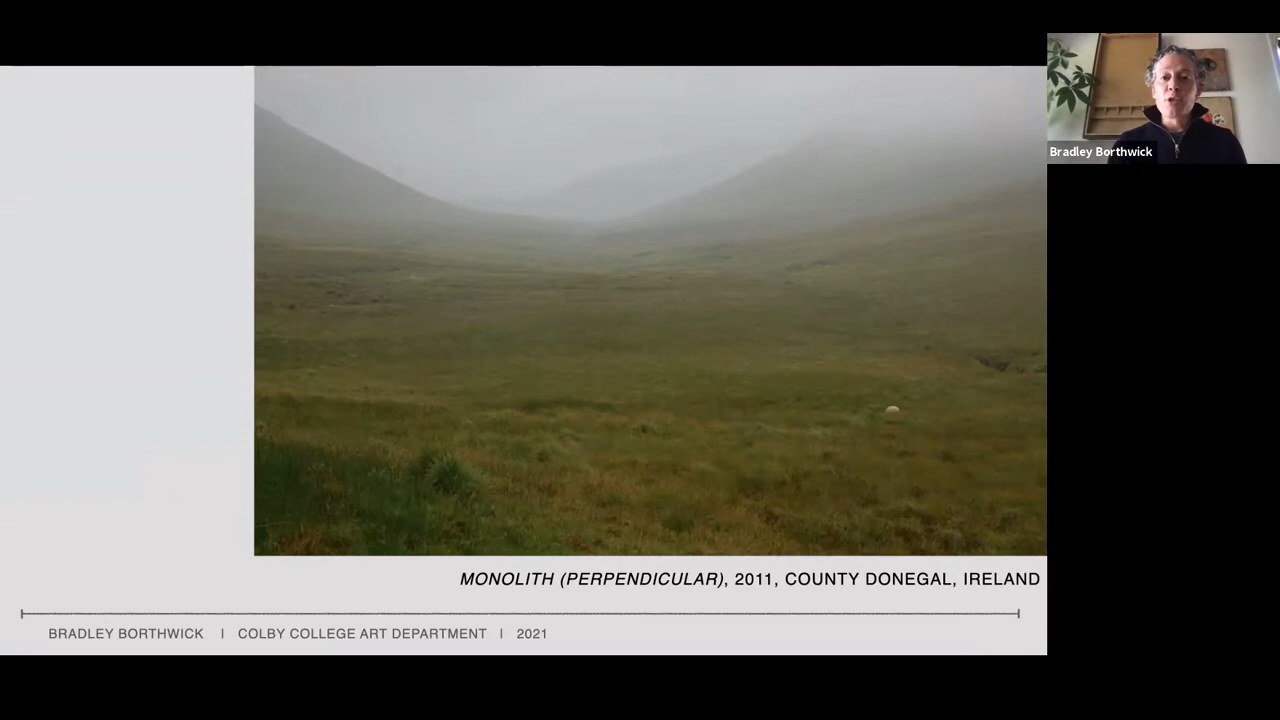 Bradley Borthwick
MONOLITH (PERPENDICULAR), 2011, COUNTY DONEGAL, IRELAND
BRADLEY BORTHWICK | COLBY COLLEGE ART DEPARTMENT | 2021